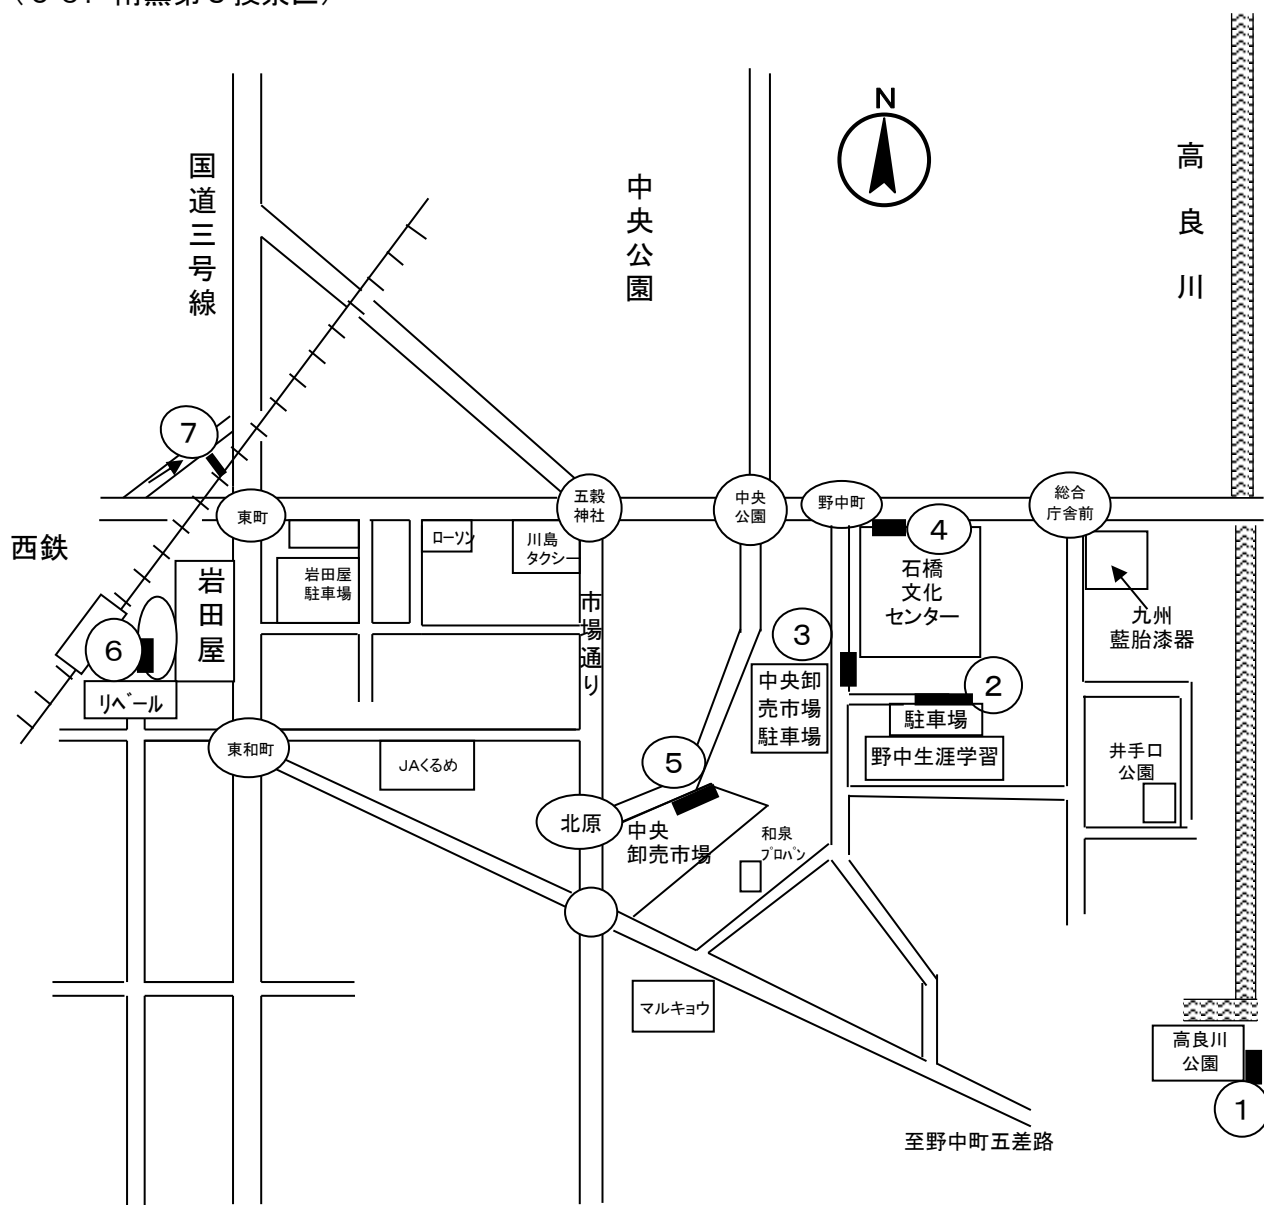 N
国道三号線
中央公園
高良川
7
東町
五穀
神社
中央
公園
野中町
総合
庁舎前
西鉄
岩田屋
岩田屋
駐車場
ローソン
川島
タクシー
4
石橋
文化
センター
九州
藍胎漆器
市場通り
3
6
リベール
中央卸
売市場
駐車場
2
駐車場
野中生涯学習
井手口
公園
東和町
JAくるめ
5
北原
中央
卸売市場
和泉
プロパン
マルキョウ
高良川
公園
1
至野中町五差路